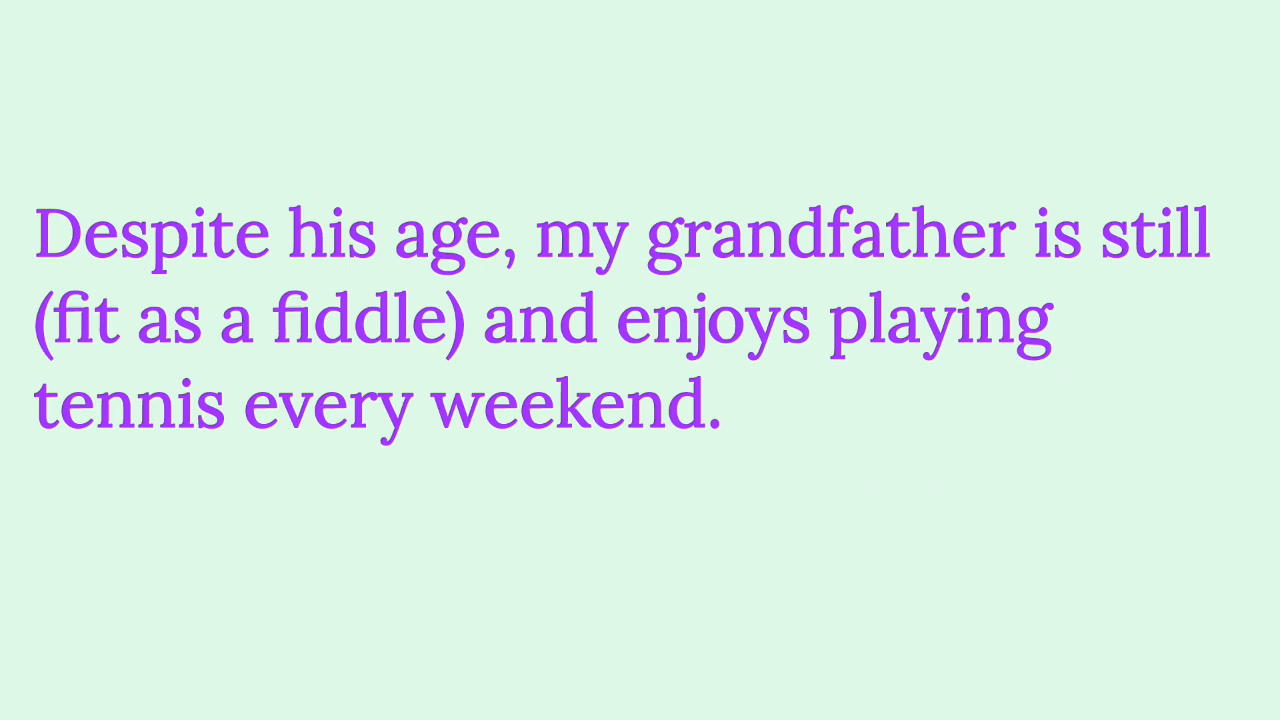 Despite his age, my grandfather is still
(fit as a fiddle) and enjoys playing
tennis every weekend.